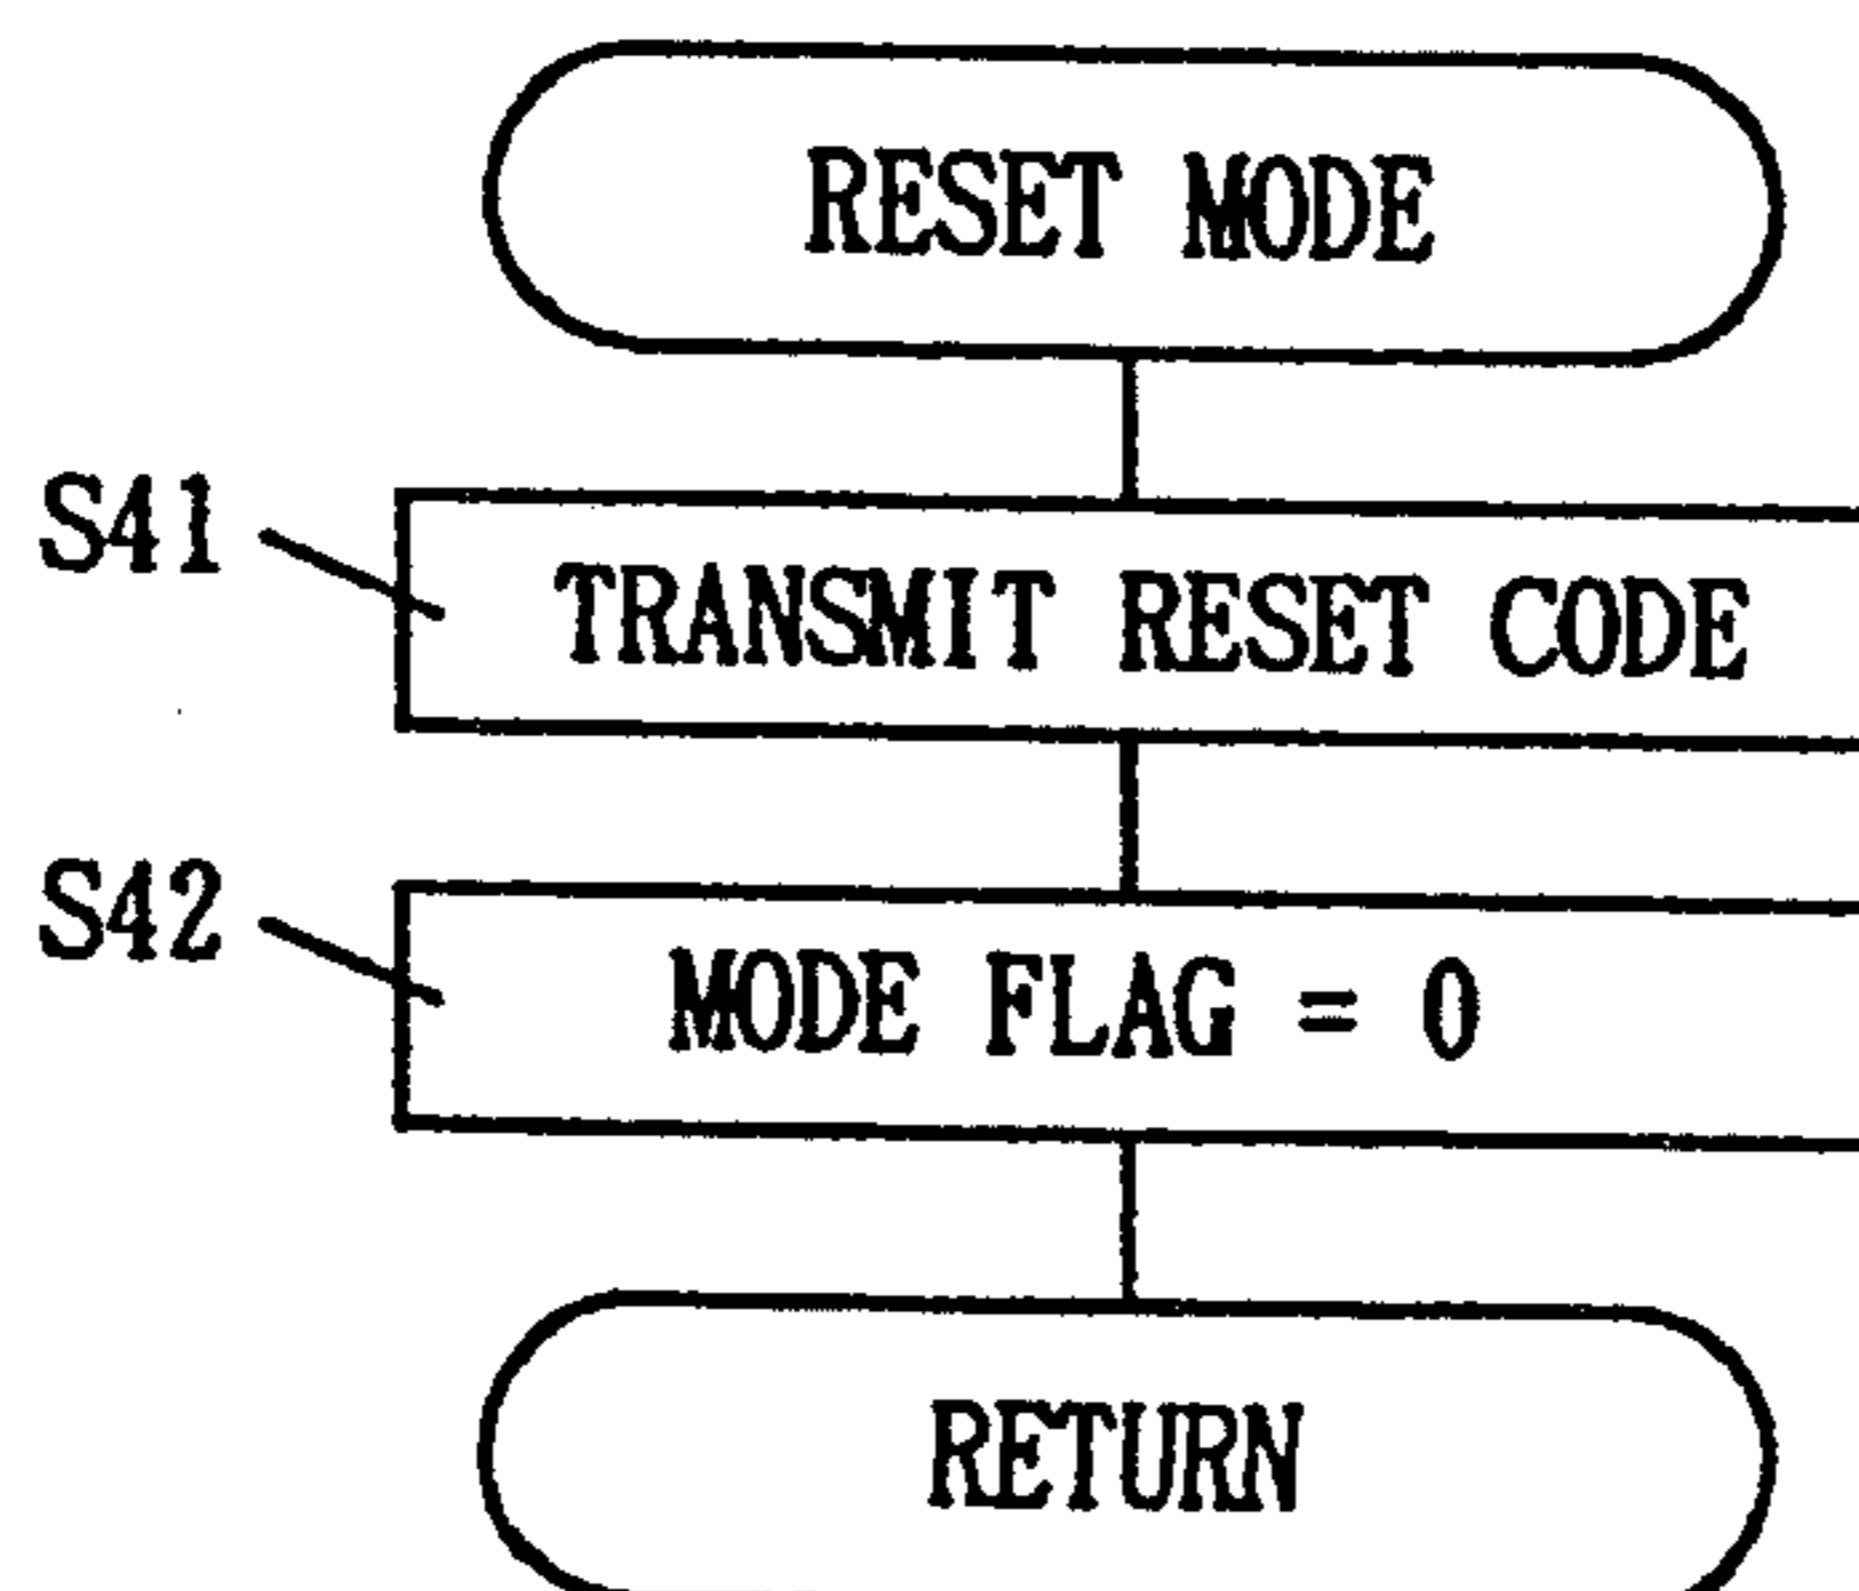 RESET MODE
S41
TRANSMIT RESET CODE
S42
MODE FLAG = 0
RETURN